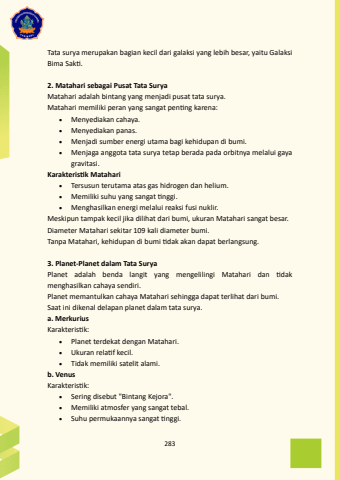 Tata surya merupakan bagian kecil dari galaksi yang lebih besar, yaitu Galaksi
Bima Sakti.
2. Matahari sebagai Pusat Tata Surya
Matahari adalah bintang yang menjadi pusat tata surya.
Matahari memiliki peran yang sangat penting karena:
• Menyediakan cahaya.
• Menyediakan panas.
• Menjadi sumber energi utama bagi kehidupan di bumi.
• Menjaga anggota tata surya tetap berada pada orbitnya melalui gaya
gravitasi.
Karakteristik Matahari
• Tersusun terutama atas gas hidrogen dan helium.
• Memiliki suhu yang sangat tinggi.
• Menghasilkan energi melalui reaksi fusi nuklir.
Meskipun tampak kecil jika dilihat dari bumi, ukuran Matahari sangat besar.
Diameter Matahari sekitar 109 kali diameter bumi.
Tanpa Matahari, kehidupan di bumi tidak akan dapat berlangsung.
3. Planet-Planet dalam Tata Surya
Planet adalah benda langit yang mengelilingi Matahari dan tidak
menghasilkan cahaya sendiri.
Planet memantulkan cahaya Matahari sehingga dapat terlihat dari bumi.
Saat ini dikenal delapan planet dalam tata surya.
a. Merkurius
Karakteristik:
• Planet terdekat dengan Matahari.
• Ukuran relatif kecil.
• Tidak memiliki satelit alami.
b. Venus
Karakteristik:
• Sering disebut "Bintang Kejora".
• Memiliki atmosfer yang sangat tebal.
• Suhu permukaannya sangat tinggi.
283